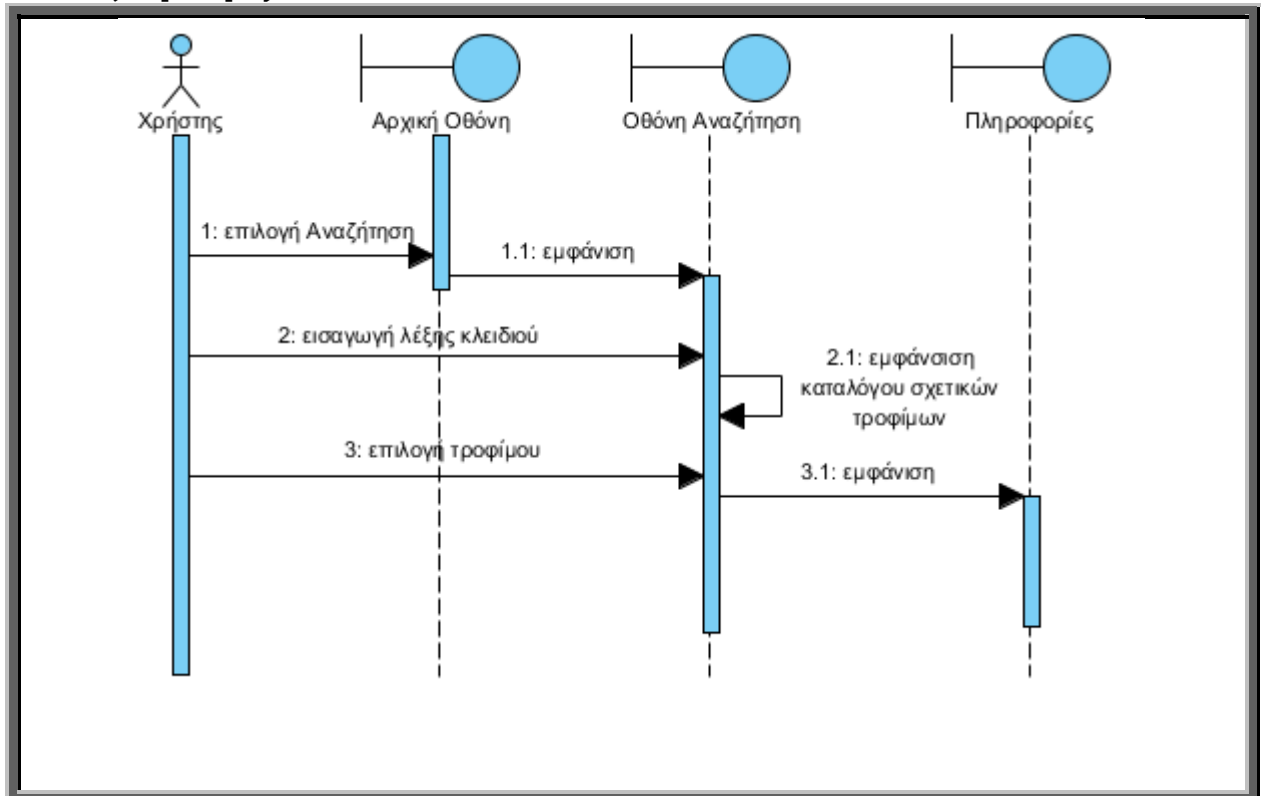 Χρήστης
Αρχική Οθόνη
Οθόνη Αναζήτηση
Πληροφορίες
1: επιλογή Αναζήτηση
1.1: εμφάνιση
2: εισαγωγή λέξης κλειδιού
2.1: εμφάνσιση
καταλόγου σχετικών
τροφίμων
3: επιλογή τροφίμου
3.1: εμφάνιση